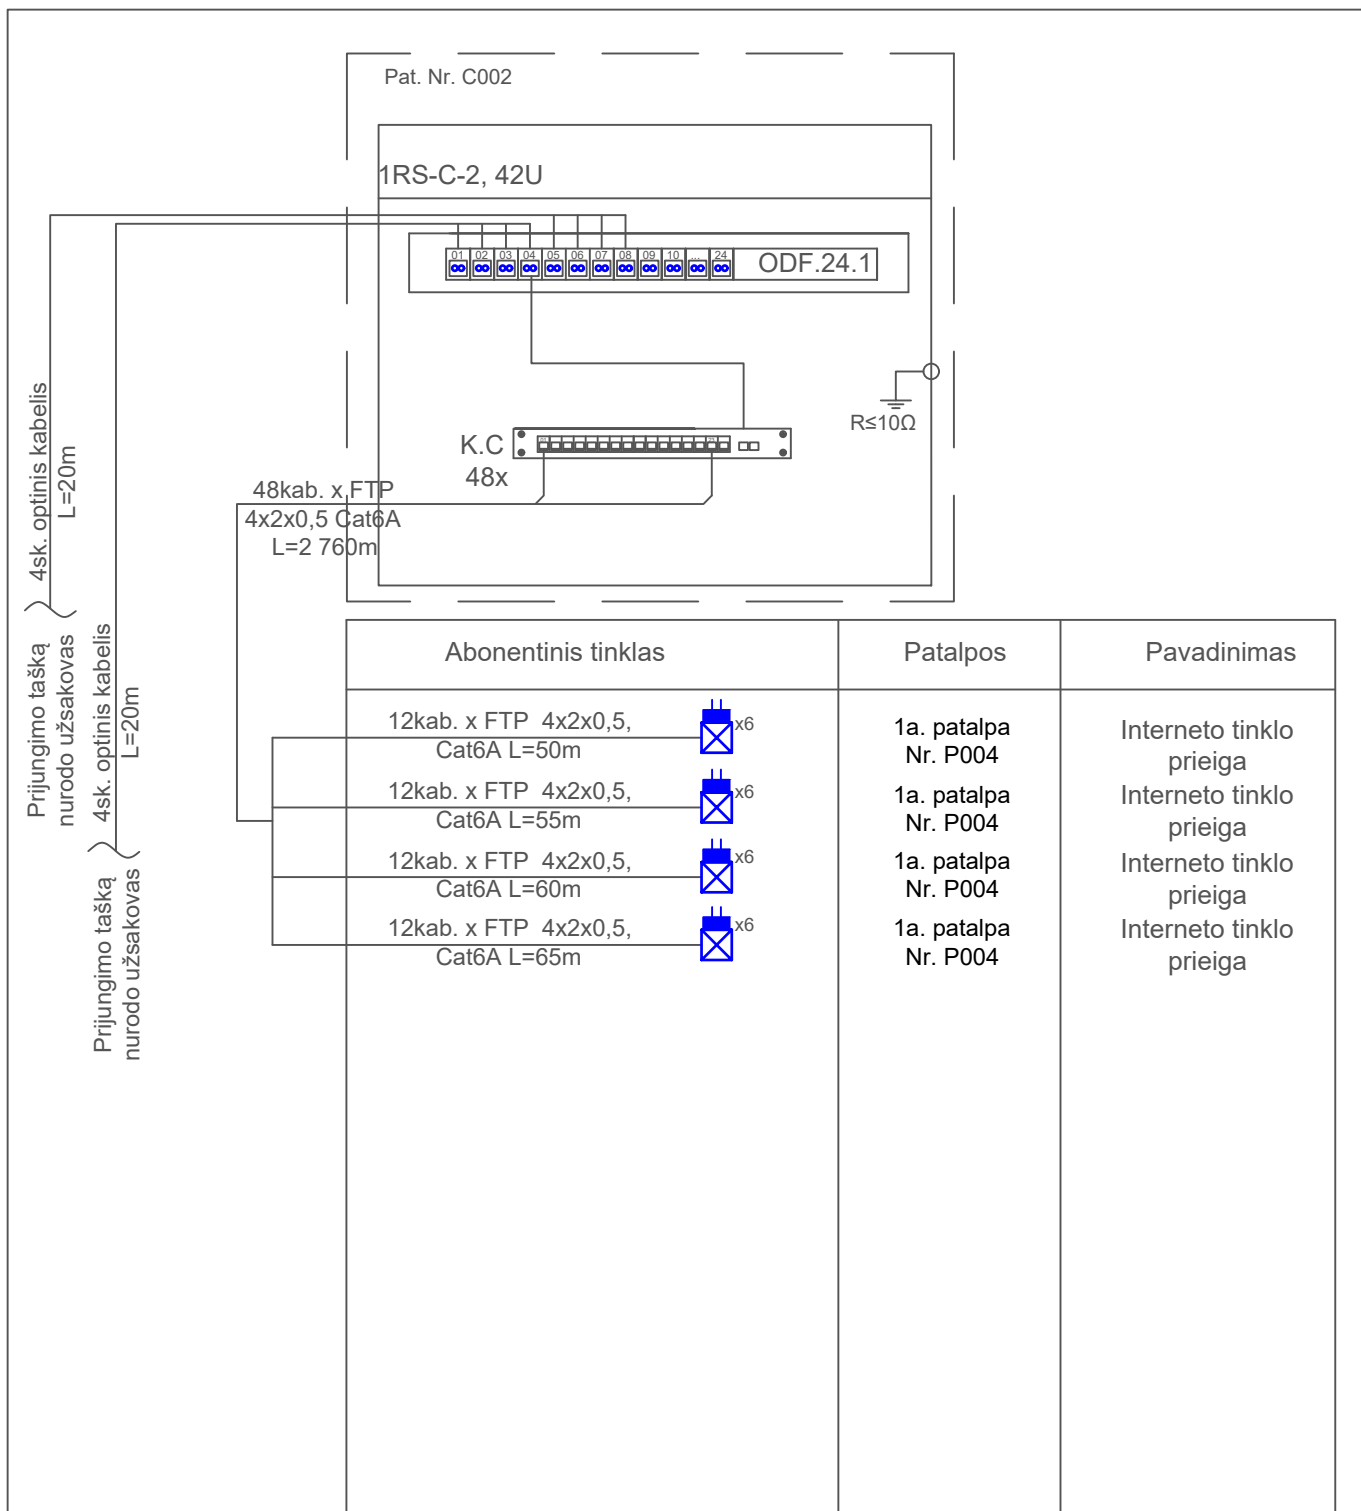 Pat. Nr. C002
1RS-C-2, 42U
01 02 03 04 05 06 07 08 09 10 ... 24 ODF.24.1
R≤10Ω
K.C
48x
48kab. x FTP
4x2x0,5 Cat6A
L=2 760m
4sk. optinis kabelis
L=20m
Prijungimo tašką
nurodo užsakovas
4sk. optinis kabelis
L=20m
Prijungimo tašką
nurodo užsakovas
Abonentinis tinklas Patalpos Pavadinimas
12kab. x FTP 4x2x0,5, x6 1a. patalpa Interneto tinklo
Cat6A L=50m Nr. P004 prieiga
12kab. x FTP 4x2x0,5, x6 1a. patalpa Interneto tinklo
Cat6A L=55m Nr. P004 prieiga
12kab. x FTP 4x2x0,5, x6 1a. patalpa Interneto tinklo
Cat6A L=60m Nr. P004 prieiga
12kab. x FTP 4x2x0,5, x6 1a. patalpa Interneto tinklo
Cat6A L=65m Nr. P004 prieiga